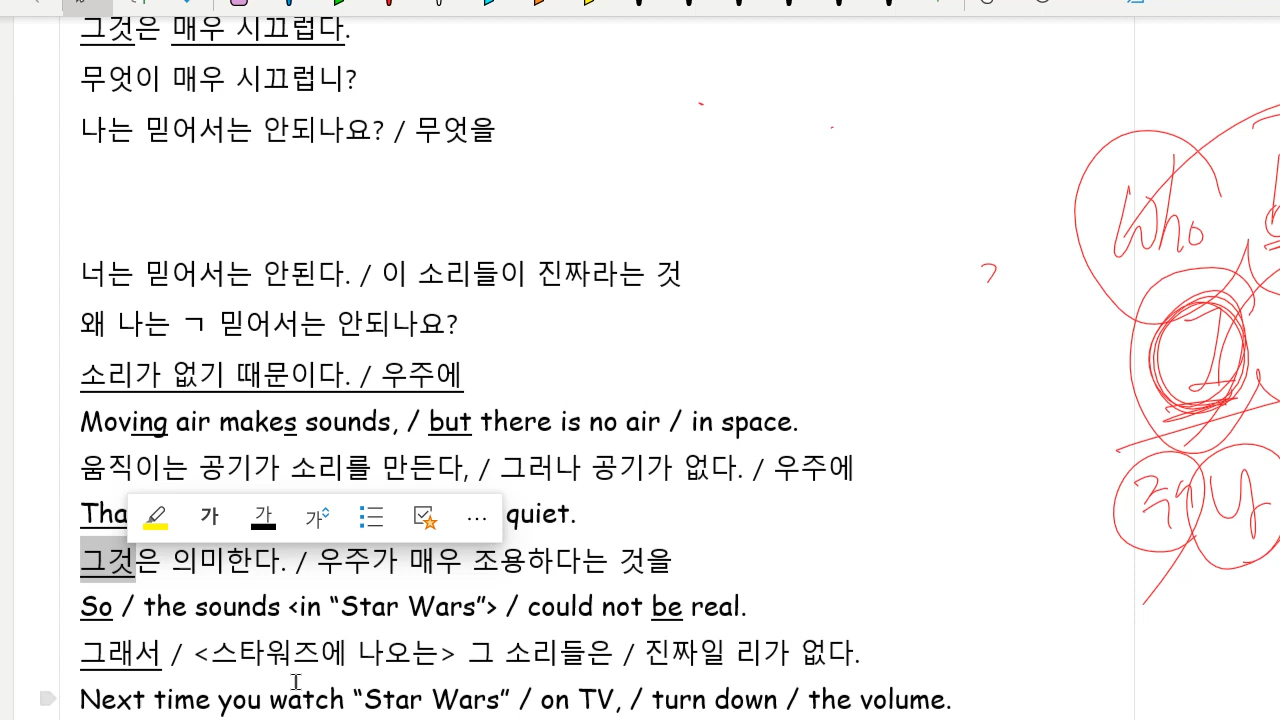 그것은 매우 시끄럽다.
무엇이 매우 시끄럽니?
나는 믿어서는 안되나요? / 무엇을
너는 믿어서는 안된다. / 이 소리들이 진짜라는 것
왜 나는 ㄱ 믿어서는 안되나요?
소리가 없기 때문이다. / 우주에
Moving air makes sounds, / but there is no air / in space.
움직이는 공기가 소리를 만든다, / 그러나 공기가 없다. / 우주에
Tha quiet.
가 가 가 ...
그것은 의미한다. / 우주가 매우 조용하다는 것을
So / the sounds <in “Star Wars”> / could not be real.
그래서 / <스타워즈에 나오는> 그 소리들은 / 진짜일 리가 없다.
Next time you watch “Star Wars” / on TV, / turn down / the volume.
Who